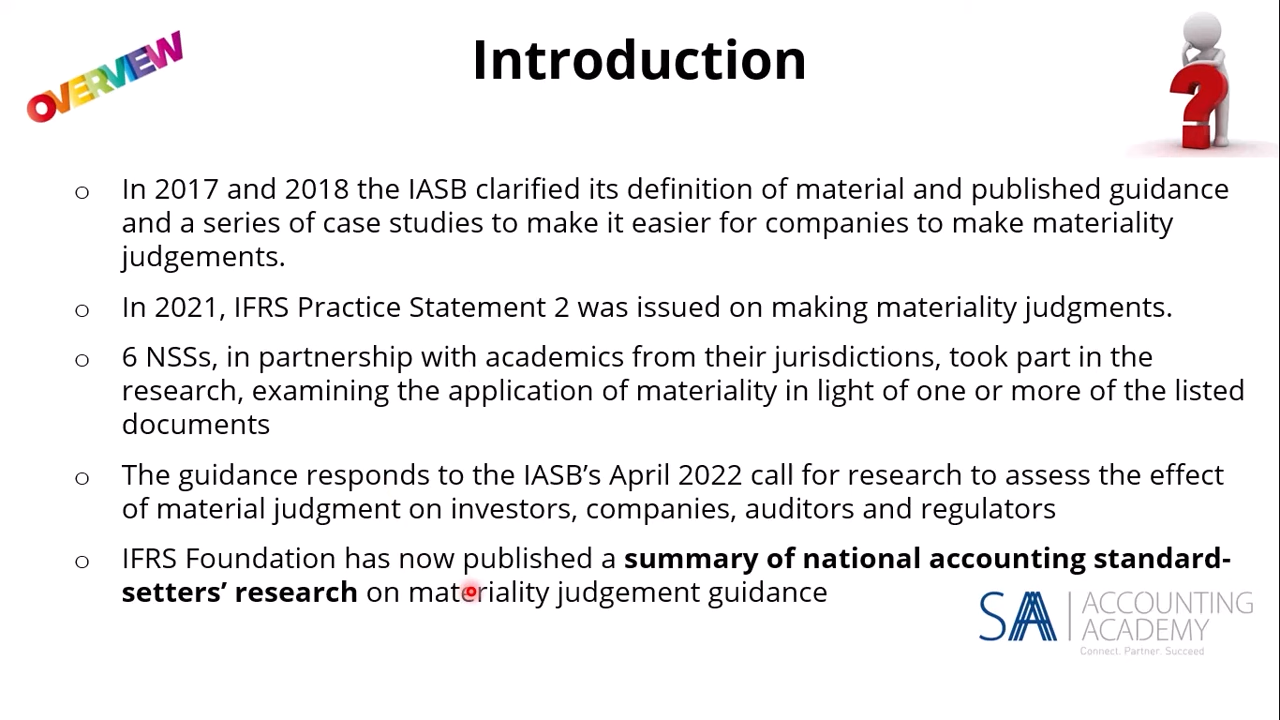 OVERVIEW
Introduction
?
o In 2017 and 2018 the IASB clarified its definition of material and published guidance
and a series of case studies to make it easier for companies to make materiality
judgements.
o In 2021, IFRS Practice Statement 2 was issued on making materiality judgments.
o 6 NSSs, in partnership with academics from their jurisdictions, took part in the
research, examining the application of materiality in light of one or more of the listed
documents
o The guidance responds to the IASB’s April 2022 call for research to assess the effect
of material judgment on investors, companies, auditors and regulators
o IFRS Foundation has now published a summary of national accounting standard-
setters’ research on materiality judgement guidance
SAA ACCOUNTING
ACADEMY
Connect. Partner. Succeed